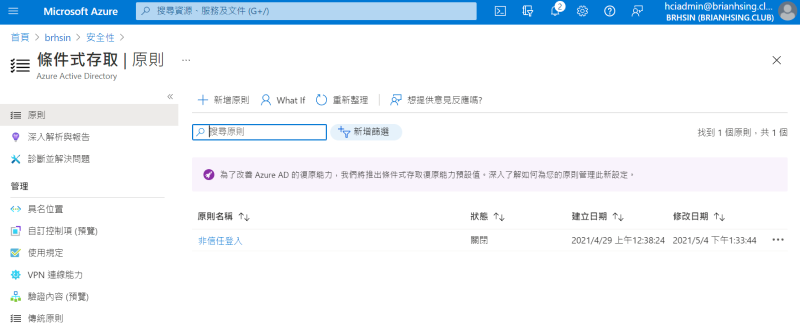 Microsoft Azure
搜尋資源、服務及文件 (G+/)
2
hciadmin@brianhsing.cl...
BRHSIN (BRIANHSING.CLUB)
首頁 > brhsin > 安全性 >
條件式存取 | 原則 ...
Azure Active Directory
«
原則
深入解析與報告
診斷並解決問題
管理
具名位置
自訂控制項 (預覽)
使用規定
VPN 連線能力
驗證內容 (預覽)
傳統原則
新增原則 What If 重新整理 想提供意見反應嗎?
搜尋原則 新增篩選 找到 1 個原則，共 1 個
為了改善 Azure AD 的復原能力，我們將推出條件式存取復原能力預設值。深入了解如何為您的原則管理此新設定。
原則名稱 ↑↓ 狀態 ↑↓ 建立日期 ↑↓ 修改日期 ↑↓
非信任登入 關閉 2021/4/29 上午12:38:24 2021/5/4 下午1:33:44 ...